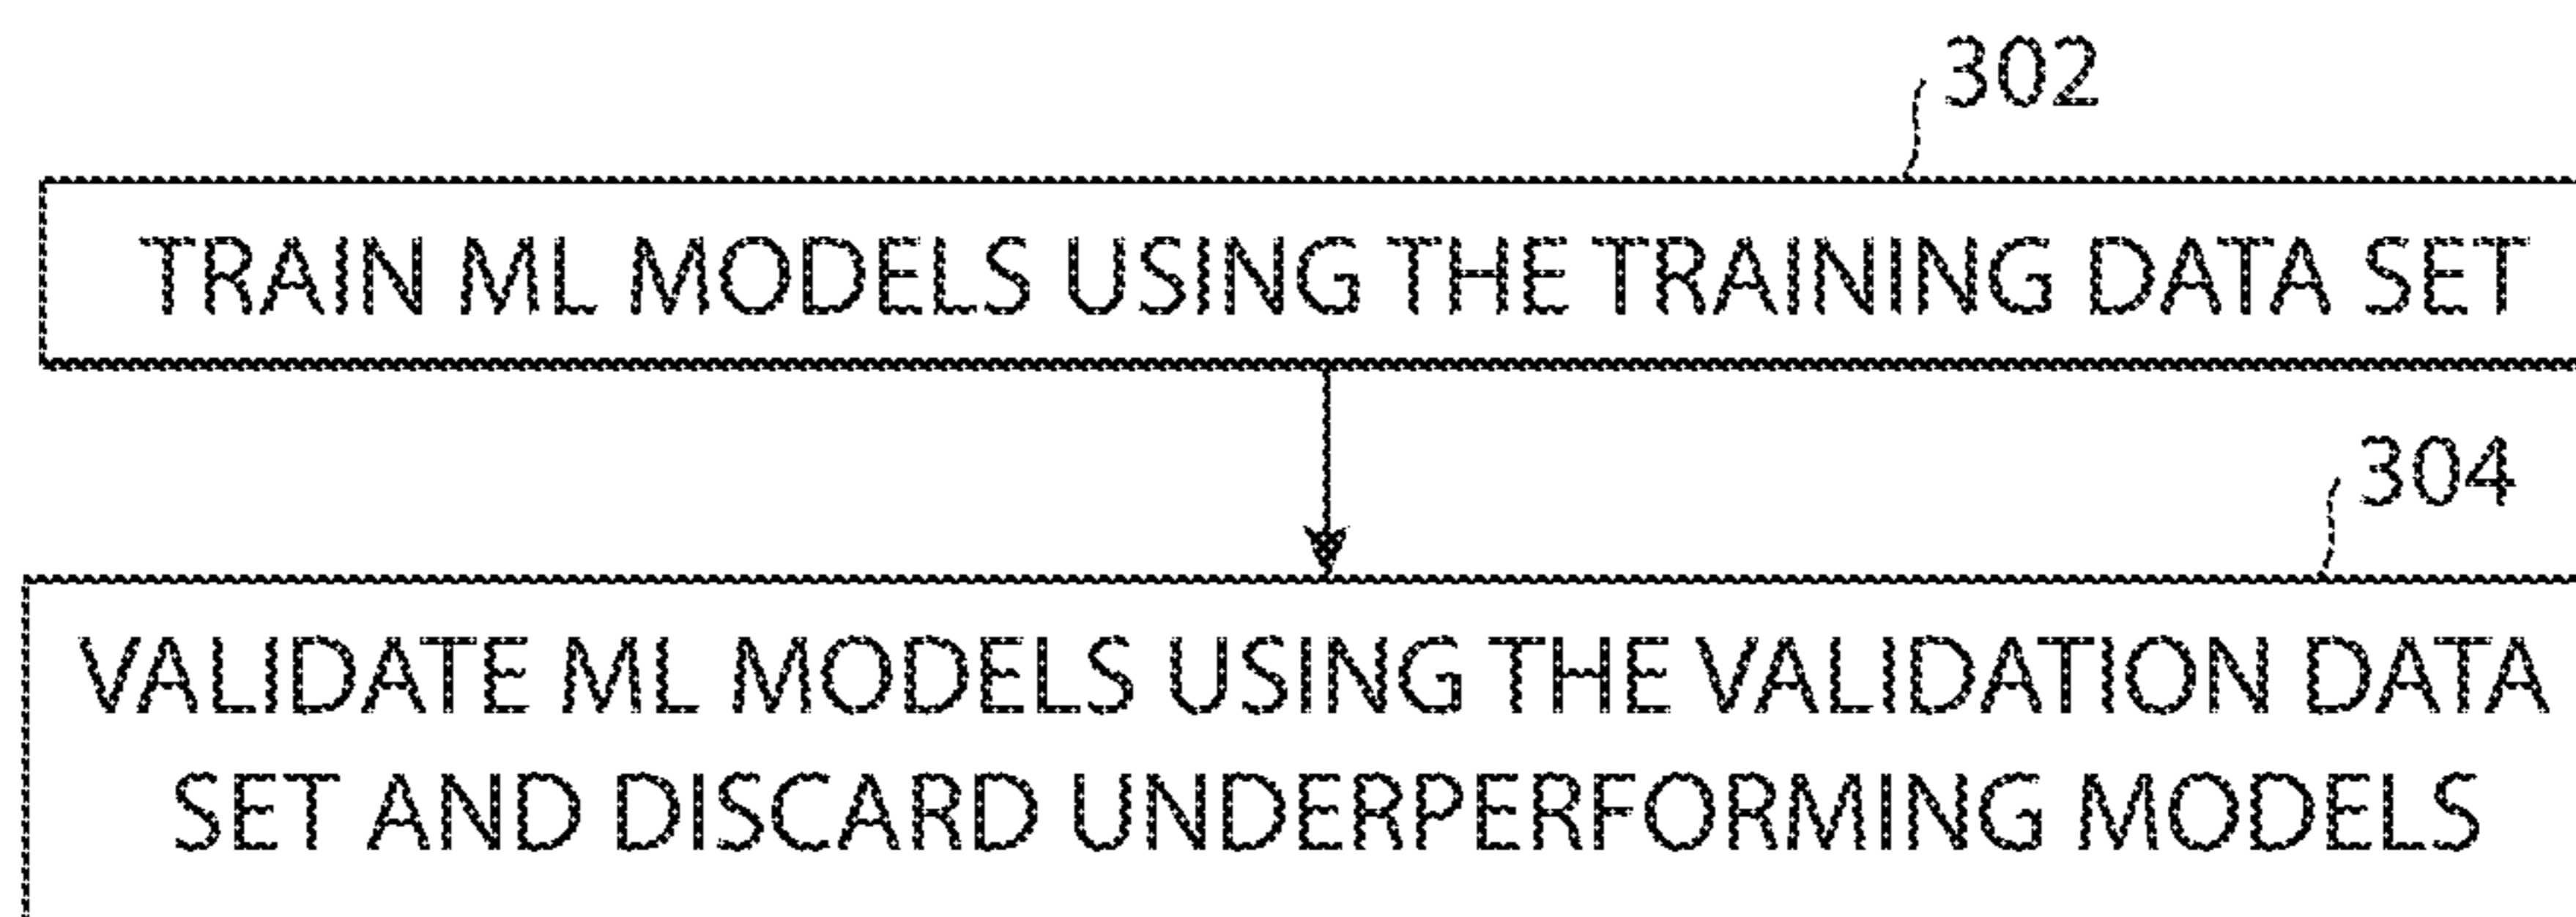 302
TRAIN ML MODELS USING THE TRAINING DATA SET
304
VALIDATE ML MODELS USING THE VALIDATION DATA
SET AND DISCARD UNDERPERFORMING MODELS